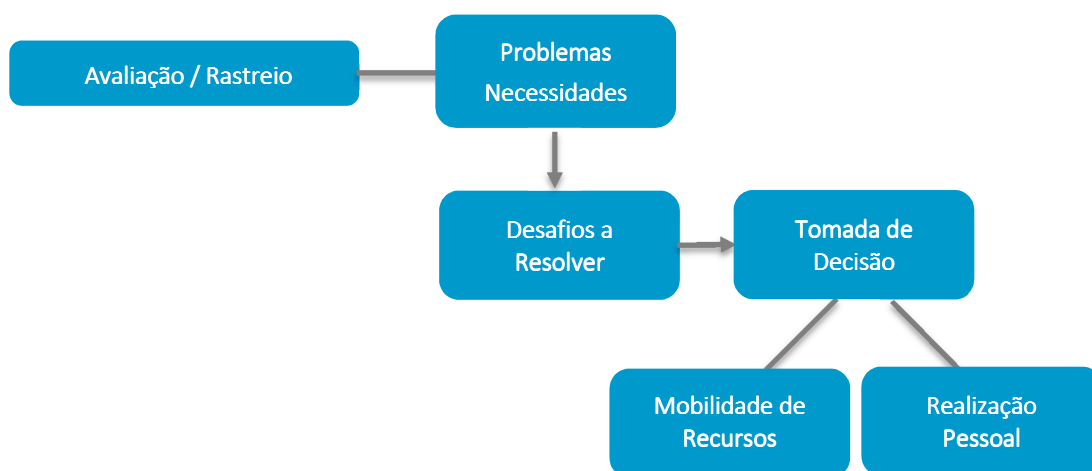 Avaliação / Rastreio
Problemas
Necessidades
Desafios a
Resolver
Tomada de
Decisão
Mobilidade de
Recursos
Realização
Pessoal